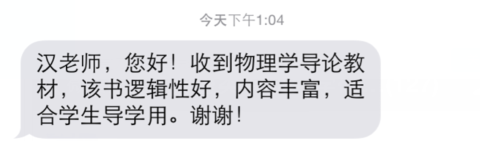 今天下午1:04
汉老师，您好！收到物理学导论教
材，该书逻辑性好，内容丰富，适
合学生导学用。谢谢！